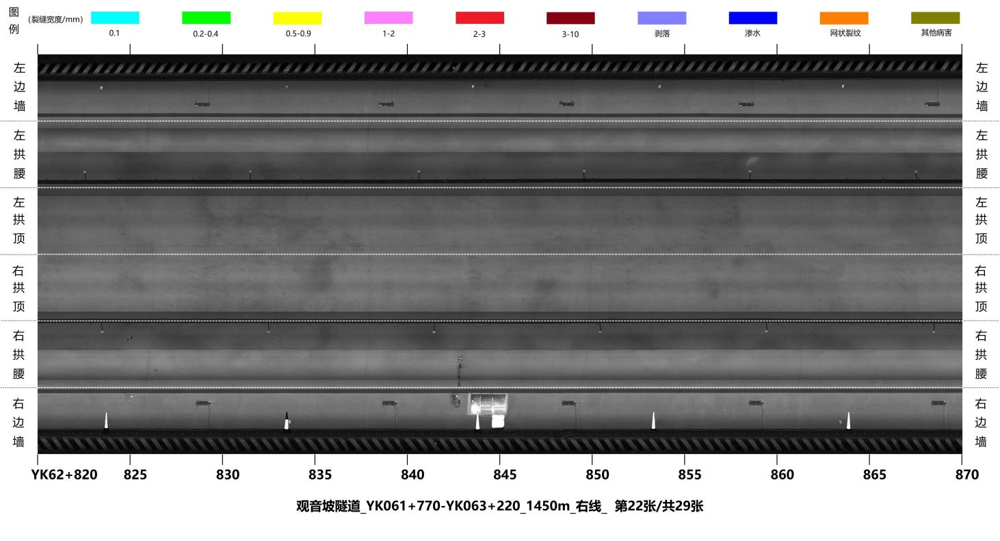 图例
(裂缝宽度/mm)
0.1
0.2-0.4
0.5-0.9
1-2
2-3
3-10
剥落
渗水
网状裂纹
其他病害
左边墙
左边墙
左拱腰
左拱腰
左拱顶
左拱顶
右拱顶
右拱顶
右拱腰
右拱腰
右边墙
右边墙
YK62+820 825 830 835 840 845 850 855 860 865 870
观音坡隧道_YK061+770-YK063+220_1450m_右线_ 第22张/共29张